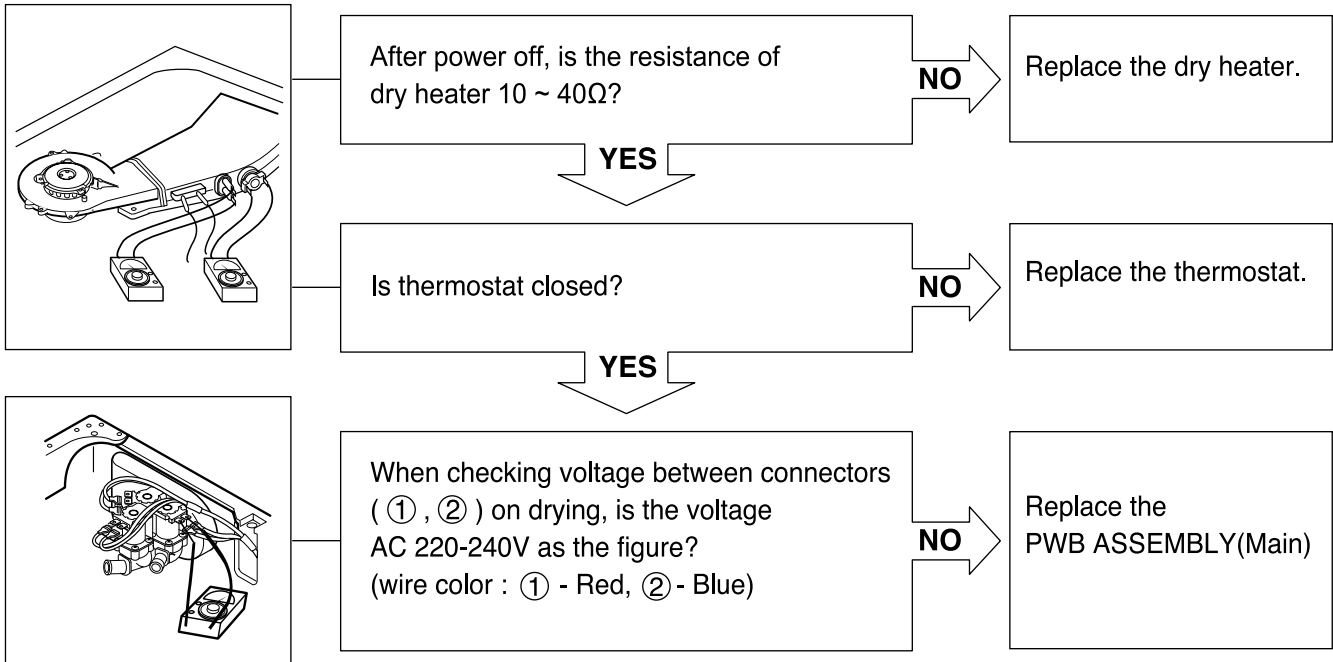 After power off, is the resistance of
dry heater 10 ~ 40Ω?
NO
Replace the dry heater.
YES
Is thermostat closed?
NO
Replace the thermostat.
YES
When checking voltage between connectors
( ① , ② ) on drying, is the voltage
AC 220-240V as the figure?
(wire color : ① - Red, ② - Blue)
NO
Replace the
PWB ASSEMBLY(Main)